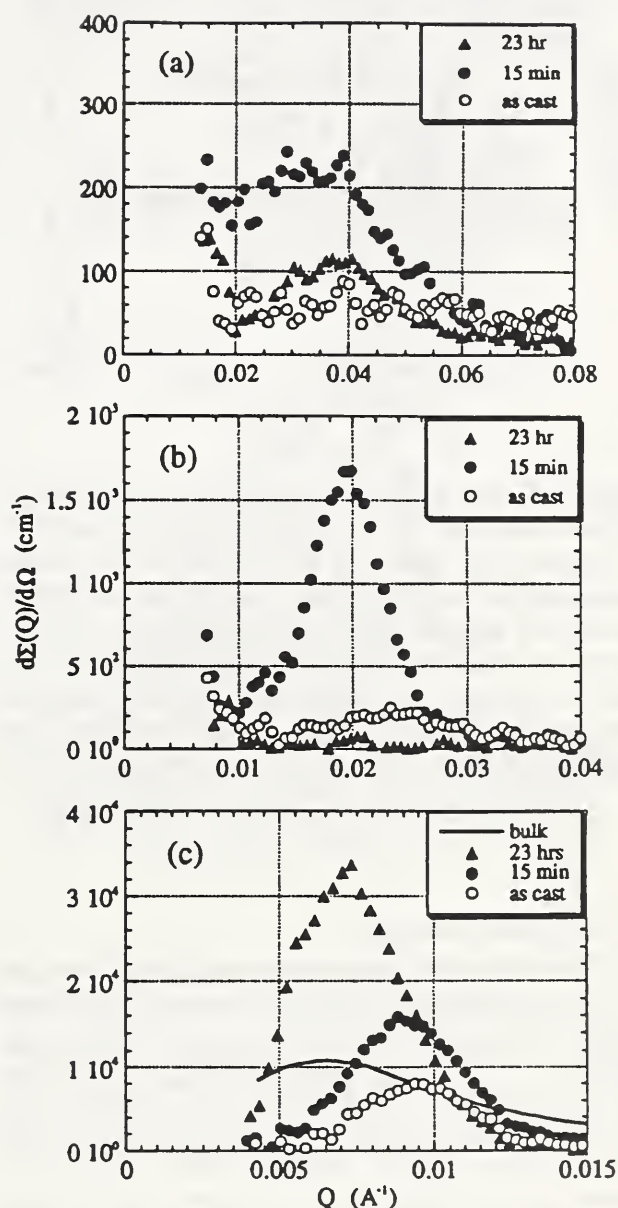 400
300
200
100
0
(a)
23 hr
15 min
as cast
0
0.02
0.04
0.06
0.08
dΣ(Q)/dΩ (cm⁻¹)
2 10³
1.5 10³
1 10³
5 10²
0 10⁰
(b)
23 hr
15 min
as cast
0
0.01
0.02
0.03
0.04
4 10⁴
3 10⁴
2 10⁴
1 10⁴
0 10⁰
(c)
bulk
23 hrs
15 min
as cast
0
0.005
0.01
0.015
Q (A⁻¹)